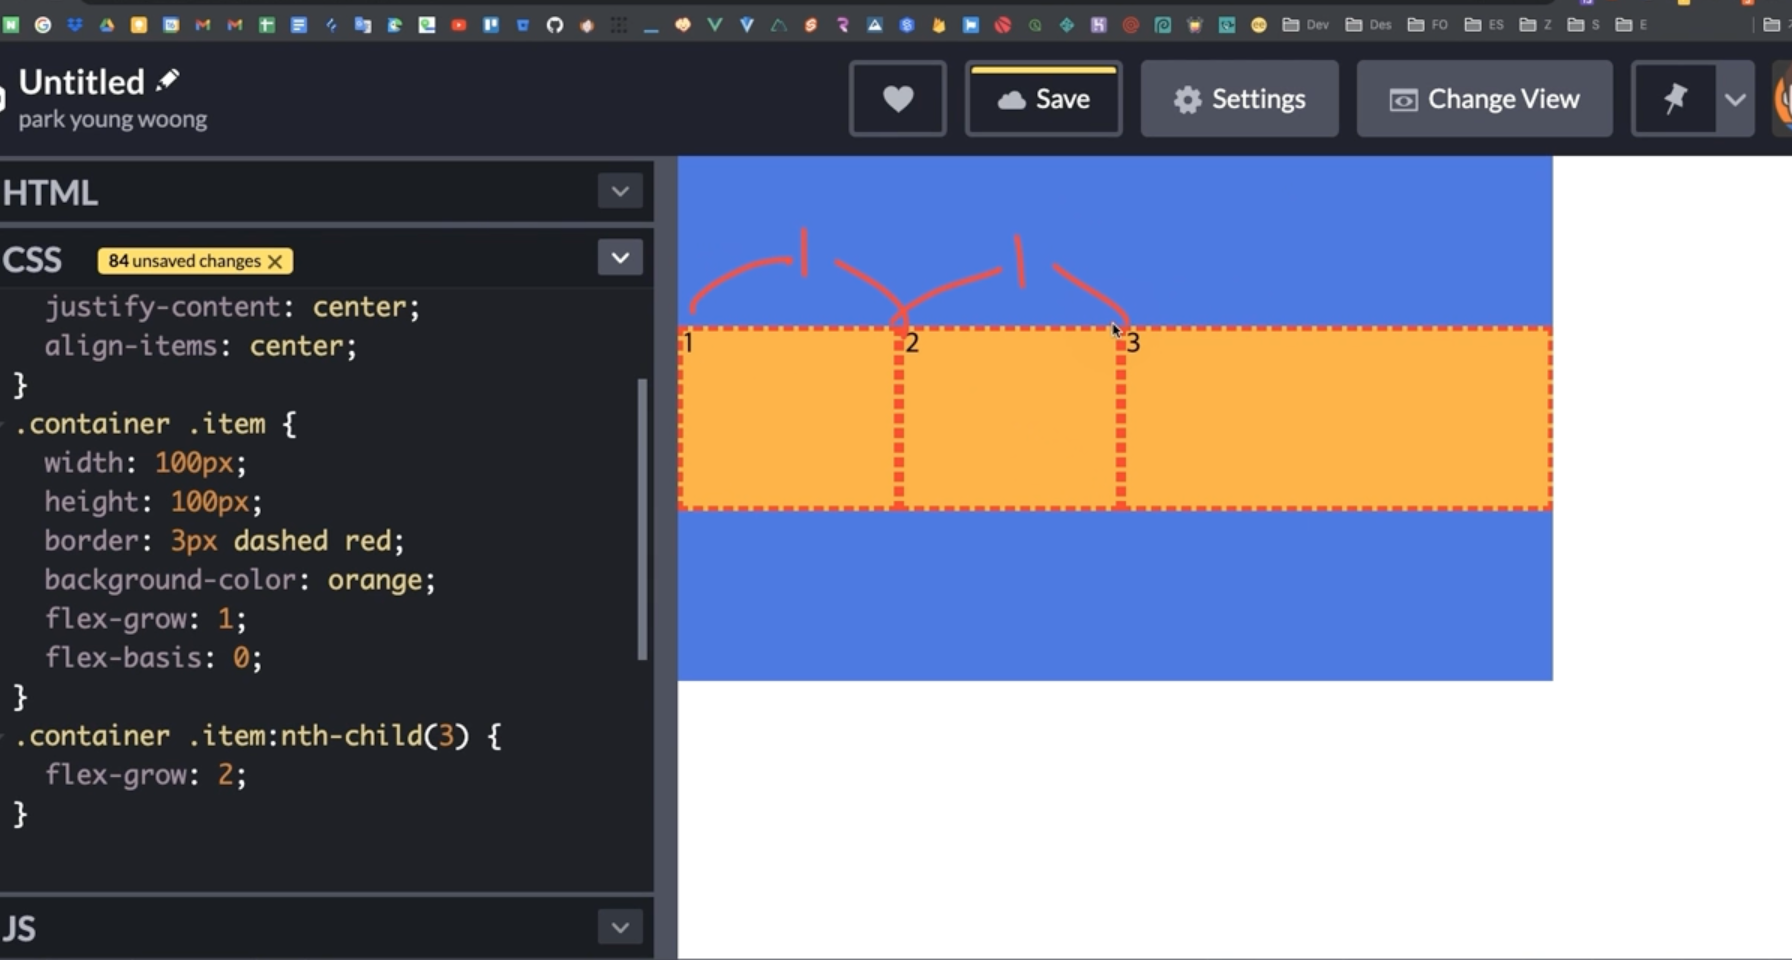 Dev Des FO ES Z S E
Untitled
park young woong
Save Settings Change View
HTML
CSS 84 unsaved changes
justify-content: center;
align-items: center;
}
.container .item {
width: 100px;
height: 100px;
border: 3px dashed red;
background-color: orange;
flex-grow: 1;
flex-basis: 0;
}
.container .item:nth-child(3) {
flex-grow: 2;
}
JS
1 1
1 2 3